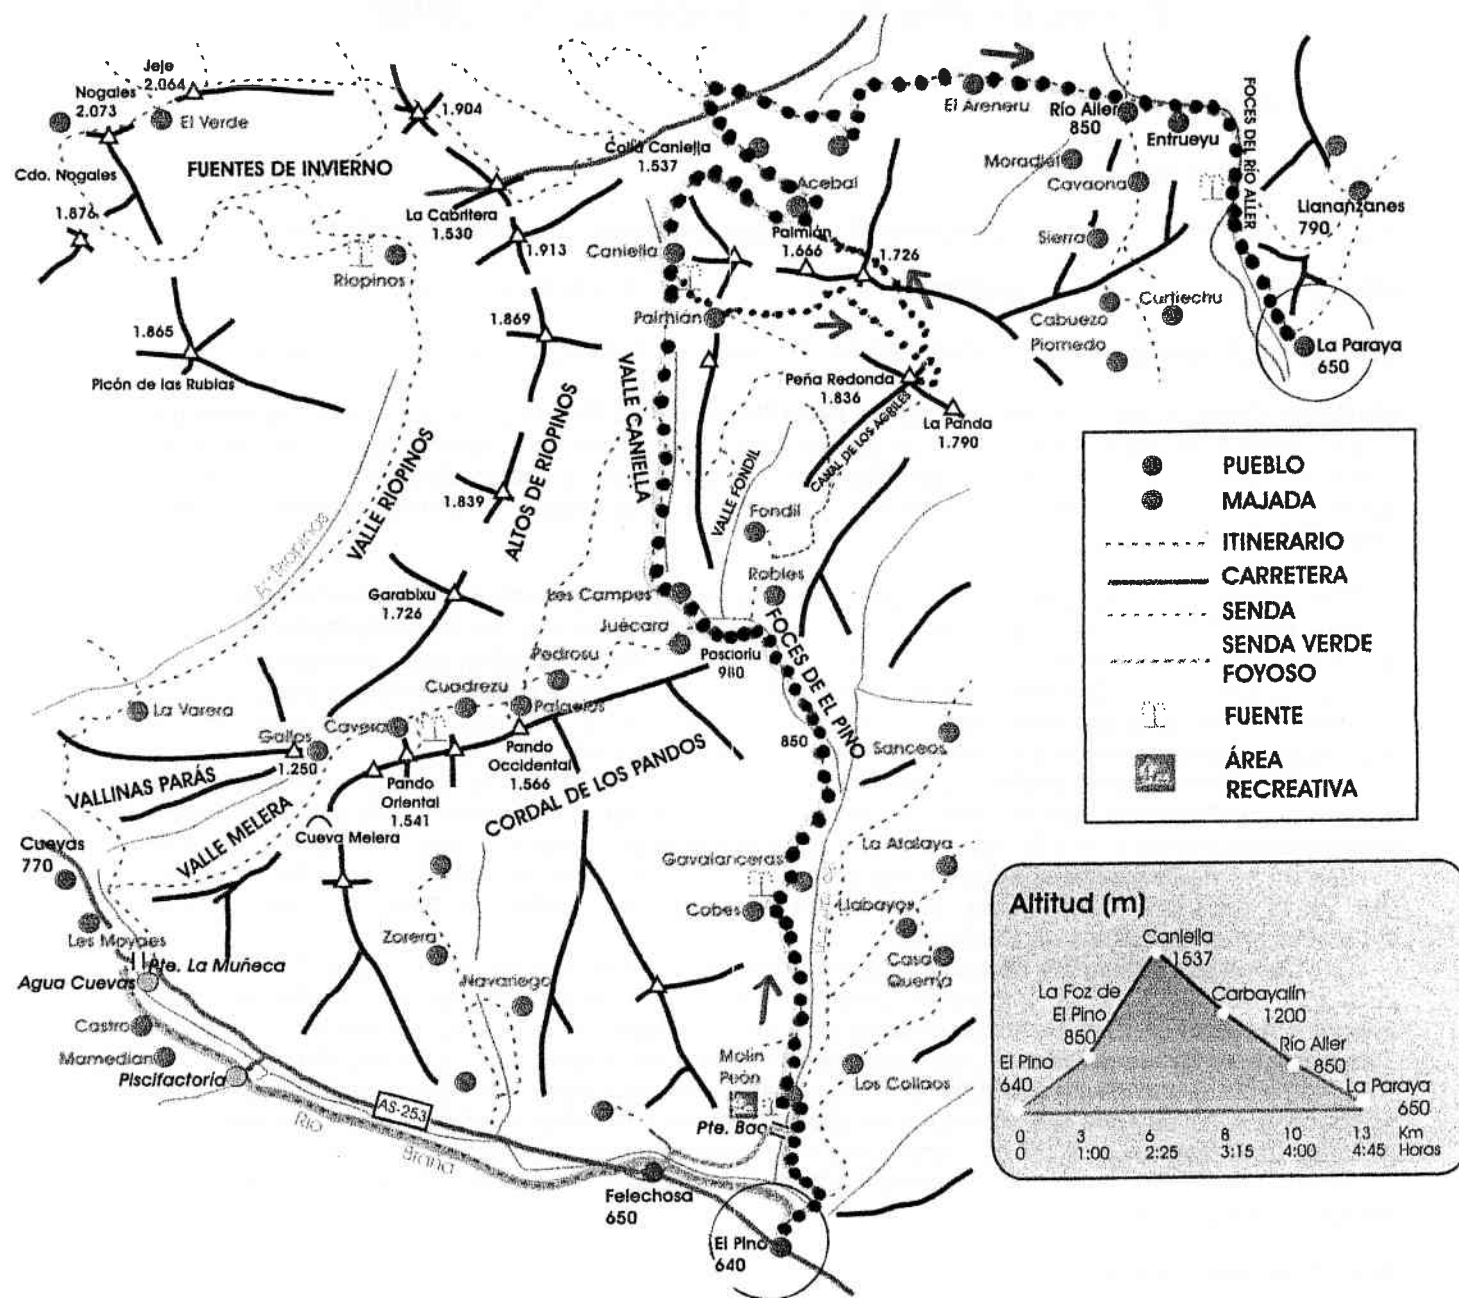 Jeje
2.064
Nogales
2.073
El Verde
1.904
FUENTES DE INVIERNO
Cdo. Nogales
1.876
La Cabritera
1.530
1.913
Riopinos
1.865
Picón de las Rubias
1.869
VALLE RIOPINOS
ALTOS DE RIOPINOS
1.839
Garabixu
1.726
Collá Caniella
1.537
Acebal
Palmián
1.666
1.726
Caniella
Palmián
VALLE CANIELLA
El Areneru
Río Aller
850
Entrueyu
FOCES DEL RÍO ALLER
Moradiel
Cavaona
Sierra
Curtiechu
Cabuezo
Piornedo
Llananzanes
790
La Paraya
650
Peña Redonda
1.836
La Panda
1.790
CANAL DE LOS AGBILES
VALLE FONDIL
Fondil
Robles
Les Campes
Juécara
Poscioriu
980
FOCES DE EL PINO
850
Pedrosu
Cuadrezu
La Varera
Cavera
Gallos
1.250
Pando
Occidental
1.566
Pando
Oriental
1.541
CORDAL DE LOS PANDOS
VALLINAS PARÁS
VALLE MELERA
Cueva Melera
Cuevas
770
Les Moyaes
Pte. La Muñeca
Agua Cuevas
Castro
Mamedian
Piscifactoria
Zorera
Navariego
AS-253
Río
Braña
Felechosa
650
El Pino
640
Sanceos
La Atalaya
Gavalanceras
Cobes
Llabayos
Casa
Querria
Molín
Peón
Pte. Bao
Los Collaos
PUEBLO
MAJADA
ITINERARIO
CARRETERA
SENDA
SENDA VERDE
FOYOSO
FUENTE
ÁREA
RECREATIVA
Altitud (m)
Caniella
1537
La Foz de
El Pino
850
Carbayalín
1200
El Pino
640
Río Aller
850
La Paraya
650
0 3 6 8 10 13 Km
0 1:00 2:25 3:15 4:00 4:45 Horas